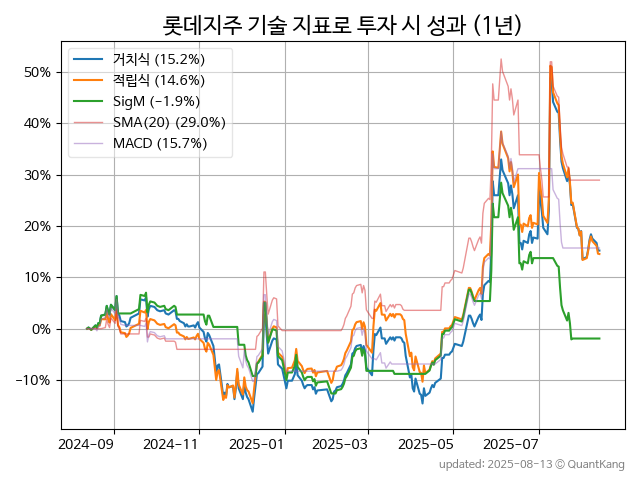 롯데지주 기술 지표로 투자 시 성과 (1년)
거치식 (15.2%)
적립식 (14.6%)
SigM (−1.9%)
SMA(20) (29.0%)
MACD (15.7%)
50%
40%
30%
20%
10%
0%
−10%
2024-09
2024-11
2025-01
2025-03
2025-05
2025-07
updated: 2025-08-13 ⓒ QuantKang